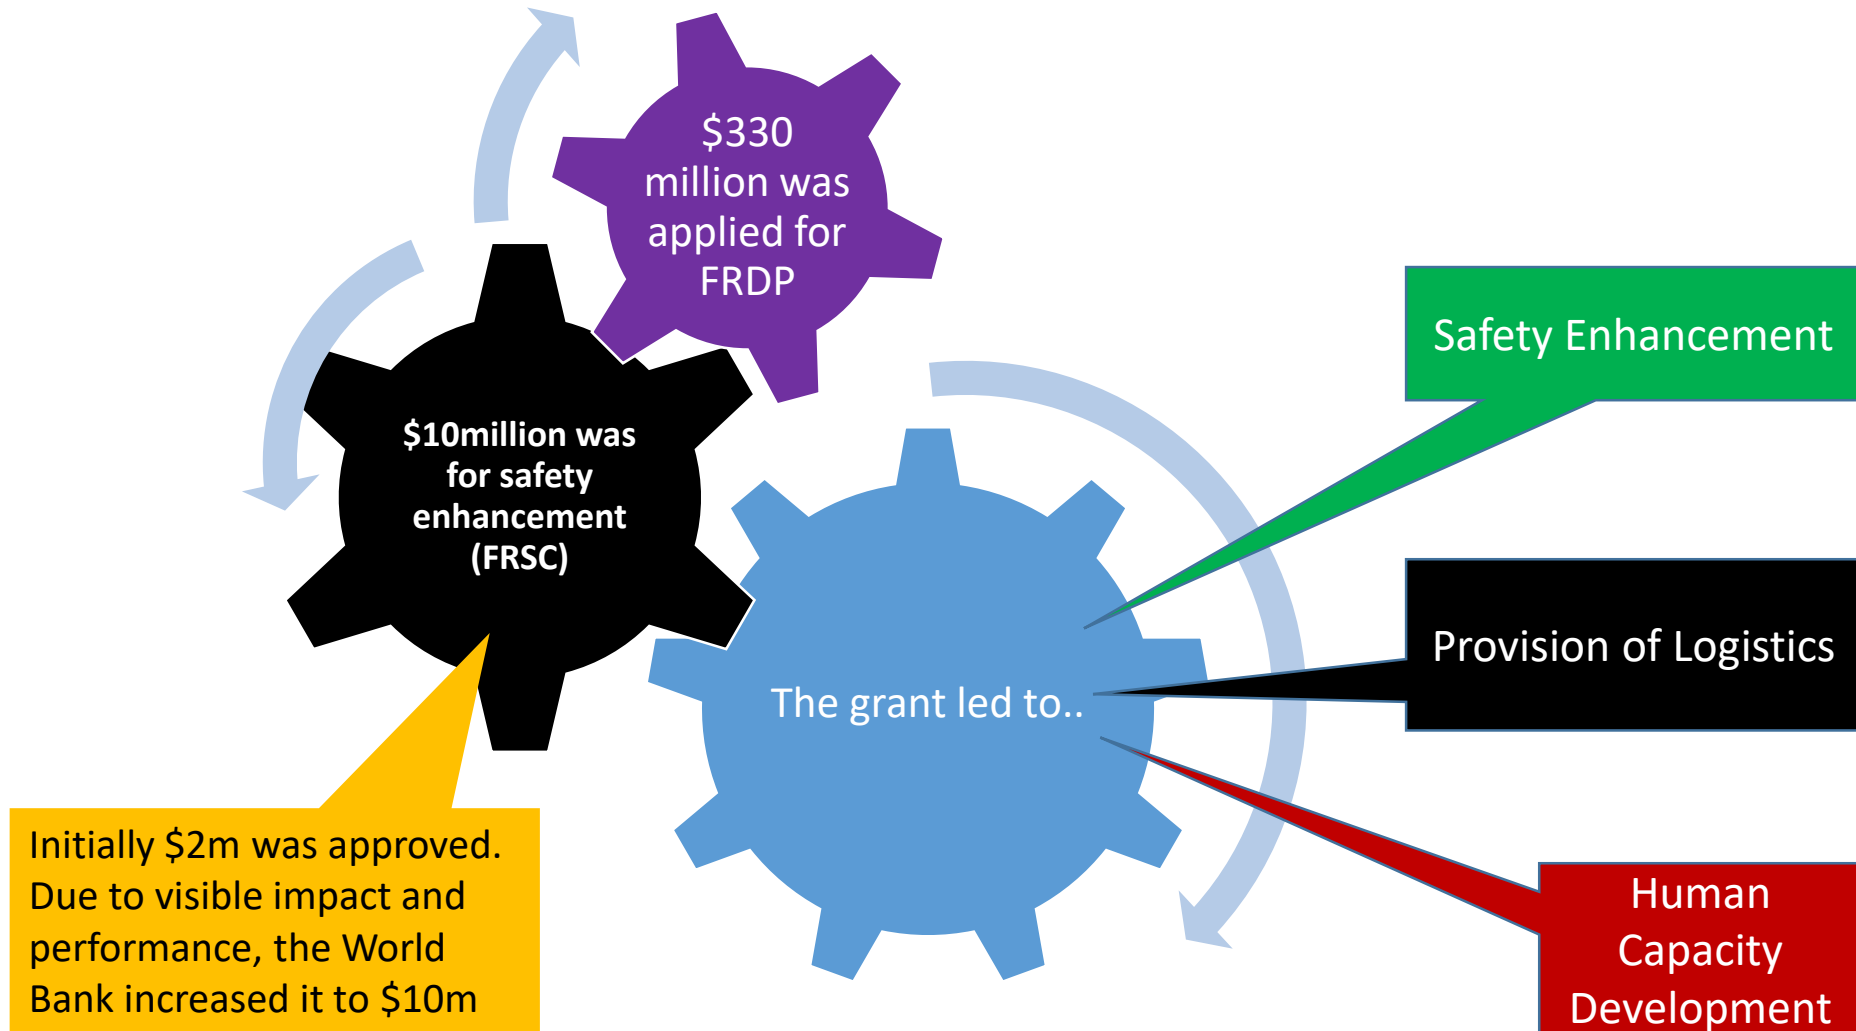 $330
million was
applied for
FRDP
$10million was
for safety
enhancement
(FRSC)
Initially $2m was approved.
Due to visible impact and
performance, the World
Bank increased it to $10m
The grant led to..
Safety Enhancement
Provision of Logistics
Human
Capacity
Development